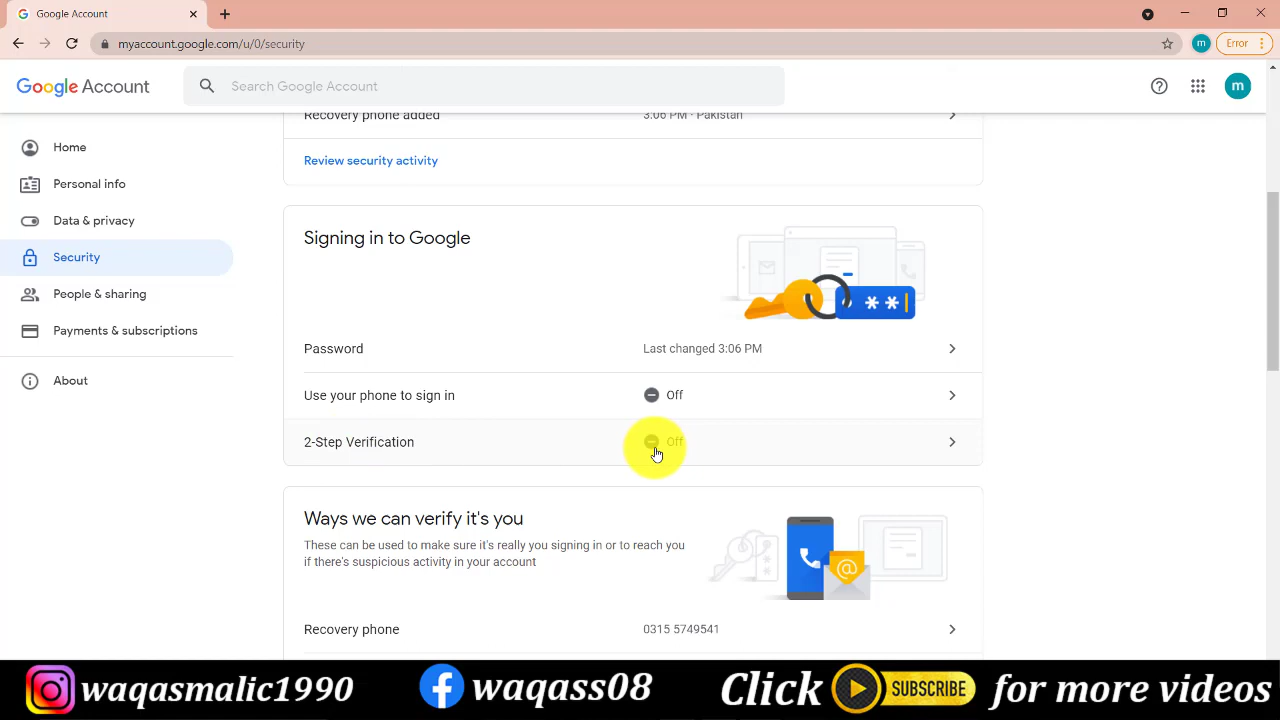 Google Account
myaccount.google.com/u/0/security
m
Error
Google Account
Search Google Account
m
Recovery phone added
3:06 PM · Pakistan
Review security activity
Home
Personal info
Data & privacy
Security
People & sharing
Payments & subscriptions
About
Signing in to Google
**|
Password
Last changed 3:06 PM
Use your phone to sign in
Off
2-Step Verification
Off
Ways we can verify it's you
These can be used to make sure it's really you signing in or to reach you
if there's suspicious activity in your account
@
Recovery phone
0315 5749541
waqasmalic1990
waqass08
Click SUBSCRIBE for more videos